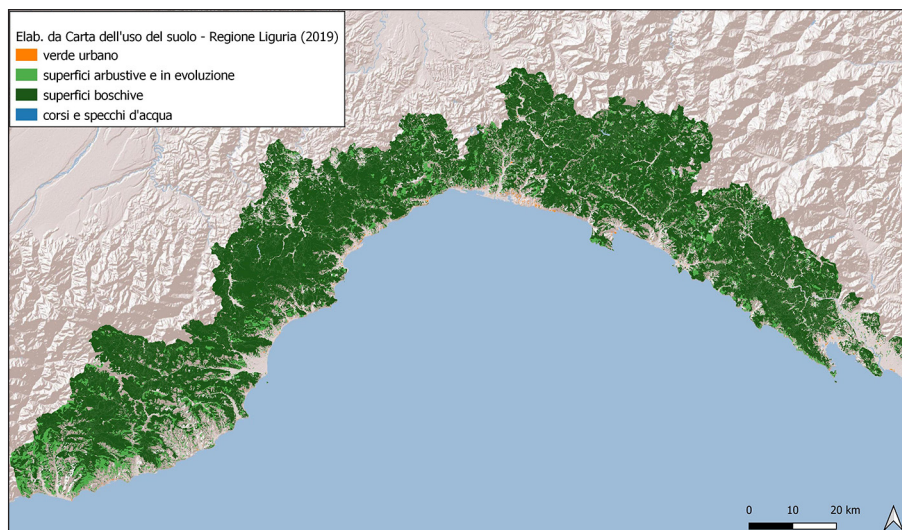 Elab. da Carta dell'uso del suolo - Regione Liguria (2019)
verde urbano
superfici arbustive e in evoluzione
superfici boschive
corsi e specchi d'acqua
0 10 20 km